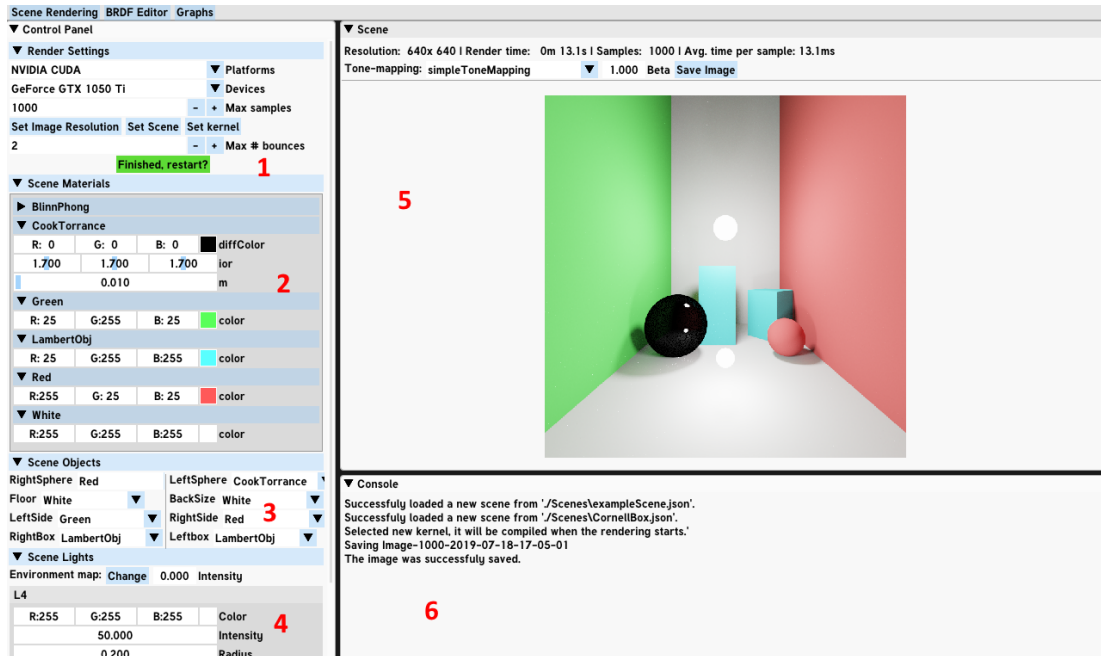 Scene Rendering BRDF Editor Graphs
Control Panel
Render Settings
NVIDIA CUDA Platforms
GeForce GTX 1050 Ti Devices
1000 - + Max samples
Set Image Resolution Set Scene Set kernel
2 - + Max # bounces
Finished, restart?
1
Scene Materials
BlinnPhong
CookTorrance
R: 0 G: 0 B: 0 diffColor
1.700 1.700 1.700 ior
0.010 m
2
Green
R: 25 G:255 B: 25 color
LambertObj
R: 25 G:255 B:255 color
Red
R:255 G: 25 B: 25 color
White
R:255 G:255 B:255 color
Scene Objects
RightSphere Red LeftSphere CookTorrance
Floor White BackSize White
LeftSide Green RightSide Red
3
RightBox LambertObj Leftbox LambertObj
Scene Lights
Environment map: Change 0.000 Intensity
L4
R:255 G:255 B:255 Color
4
50.000 Intensity
0.200 Radius
Scene
Resolution: 640x 640 | Render time: 0m 13.1s | Samples: 1000 | Avg. time per sample: 13.1ms
Tone-mapping: simpleToneMapping 1.000 Beta Save Image
5
Console
Successfuly loaded a new scene from './Scenes\exampleScene.json'.
Successfuly loaded a new scene from './Scenes\CornellBox.json'.
Selected new kernel, it will be compiled when the rendering starts.'
Saving Image-1000-2019-07-18-17-05-01
The image was successfuly saved.
6